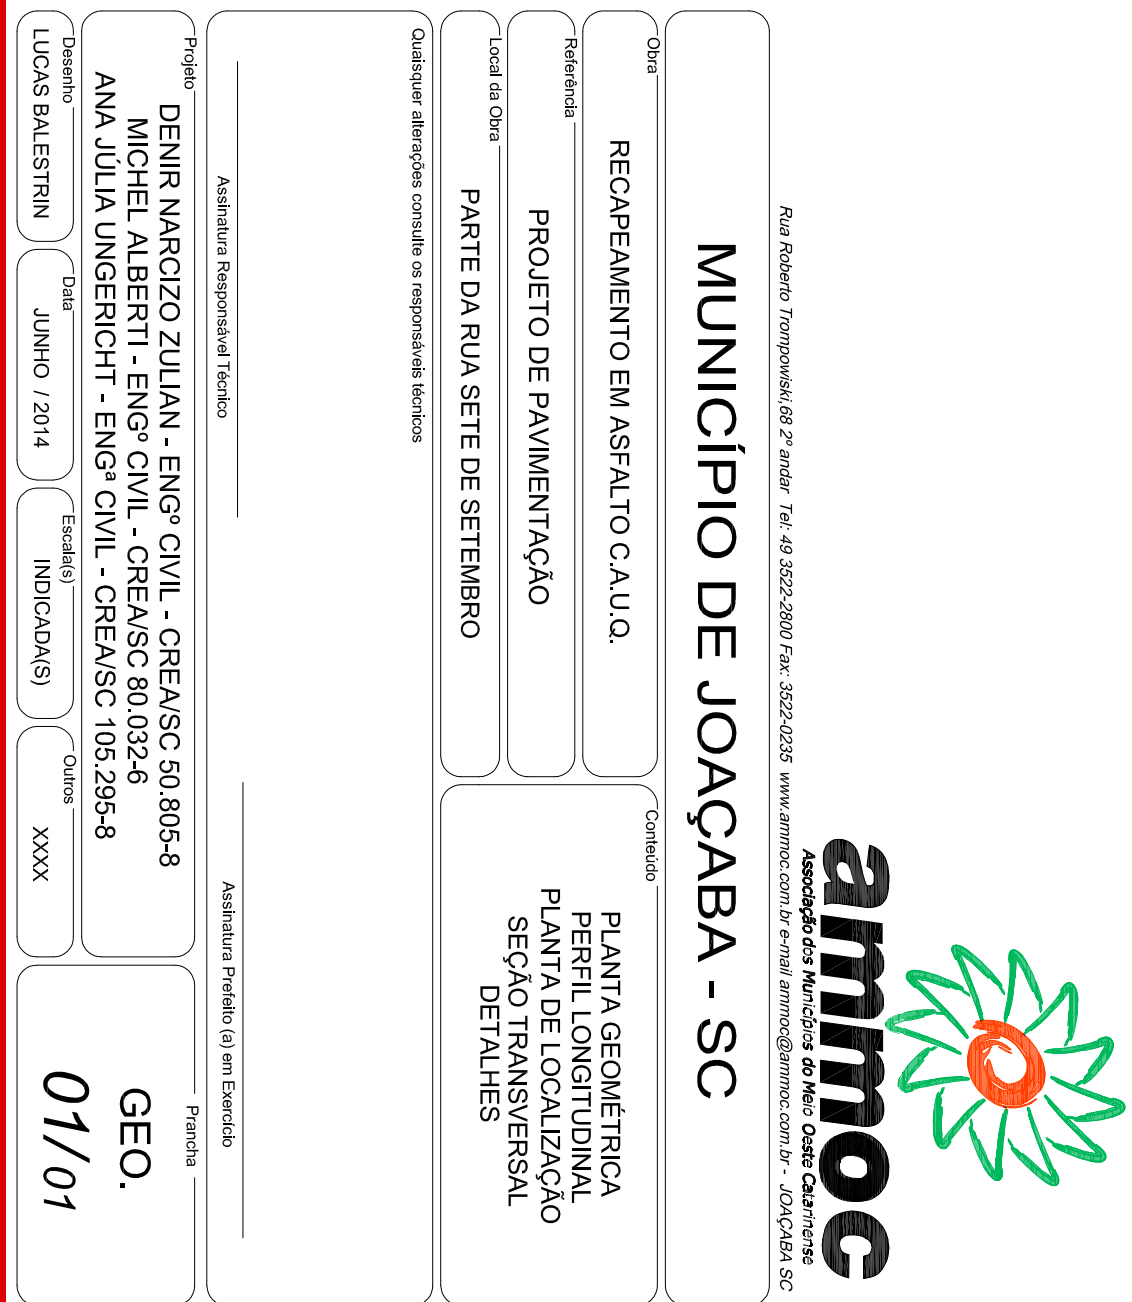 ammoc
Associação dos Municípios do Meio Oeste Catarinense
Rua Roberto Trompowiski,68 2º andar Tel: 49 3522-2800 Fax: 3522-0235 www.ammoc.com.br e-mail ammoc@ammoc.com.br - JOAÇABA SC
MUNICÍPIO DE JOAÇABA - SC
Obra
RECAPEAMENTO EM ASFALTO C.A.U.Q.
Referência
PROJETO DE PAVIMENTAÇÃO
Local da Obra
PARTE DA RUA SETE DE SETEMBRO
Conteúdo
PLANTA GEOMÉTRICA
PERFIL LONGITUDINAL
PLANTA DE LOCALIZAÇÃO
SEÇÃO TRANSVERSAL
DETALHES
Quaisquer alterações consulte os responsáveis técnicos
Assinatura Responsável Técnico
Assinatura Prefeito (a) em Exercício
Projeto
DENIR NARCIZO ZULIAN - ENGº CIVIL - CREA/SC 50.805-8
MICHEL ALBERTI - ENGº CIVIL - CREA/SC 80.032-6
ANA JÚLIA UNGERICHT - ENGª CIVIL - CREA/SC 105.295-8
Prancha
GEO.
01/01
Desenho
LUCAS BALESTRIN
Data
JUNHO / 2014
Escala(s)
INDICADA(S)
Outros
XXXX